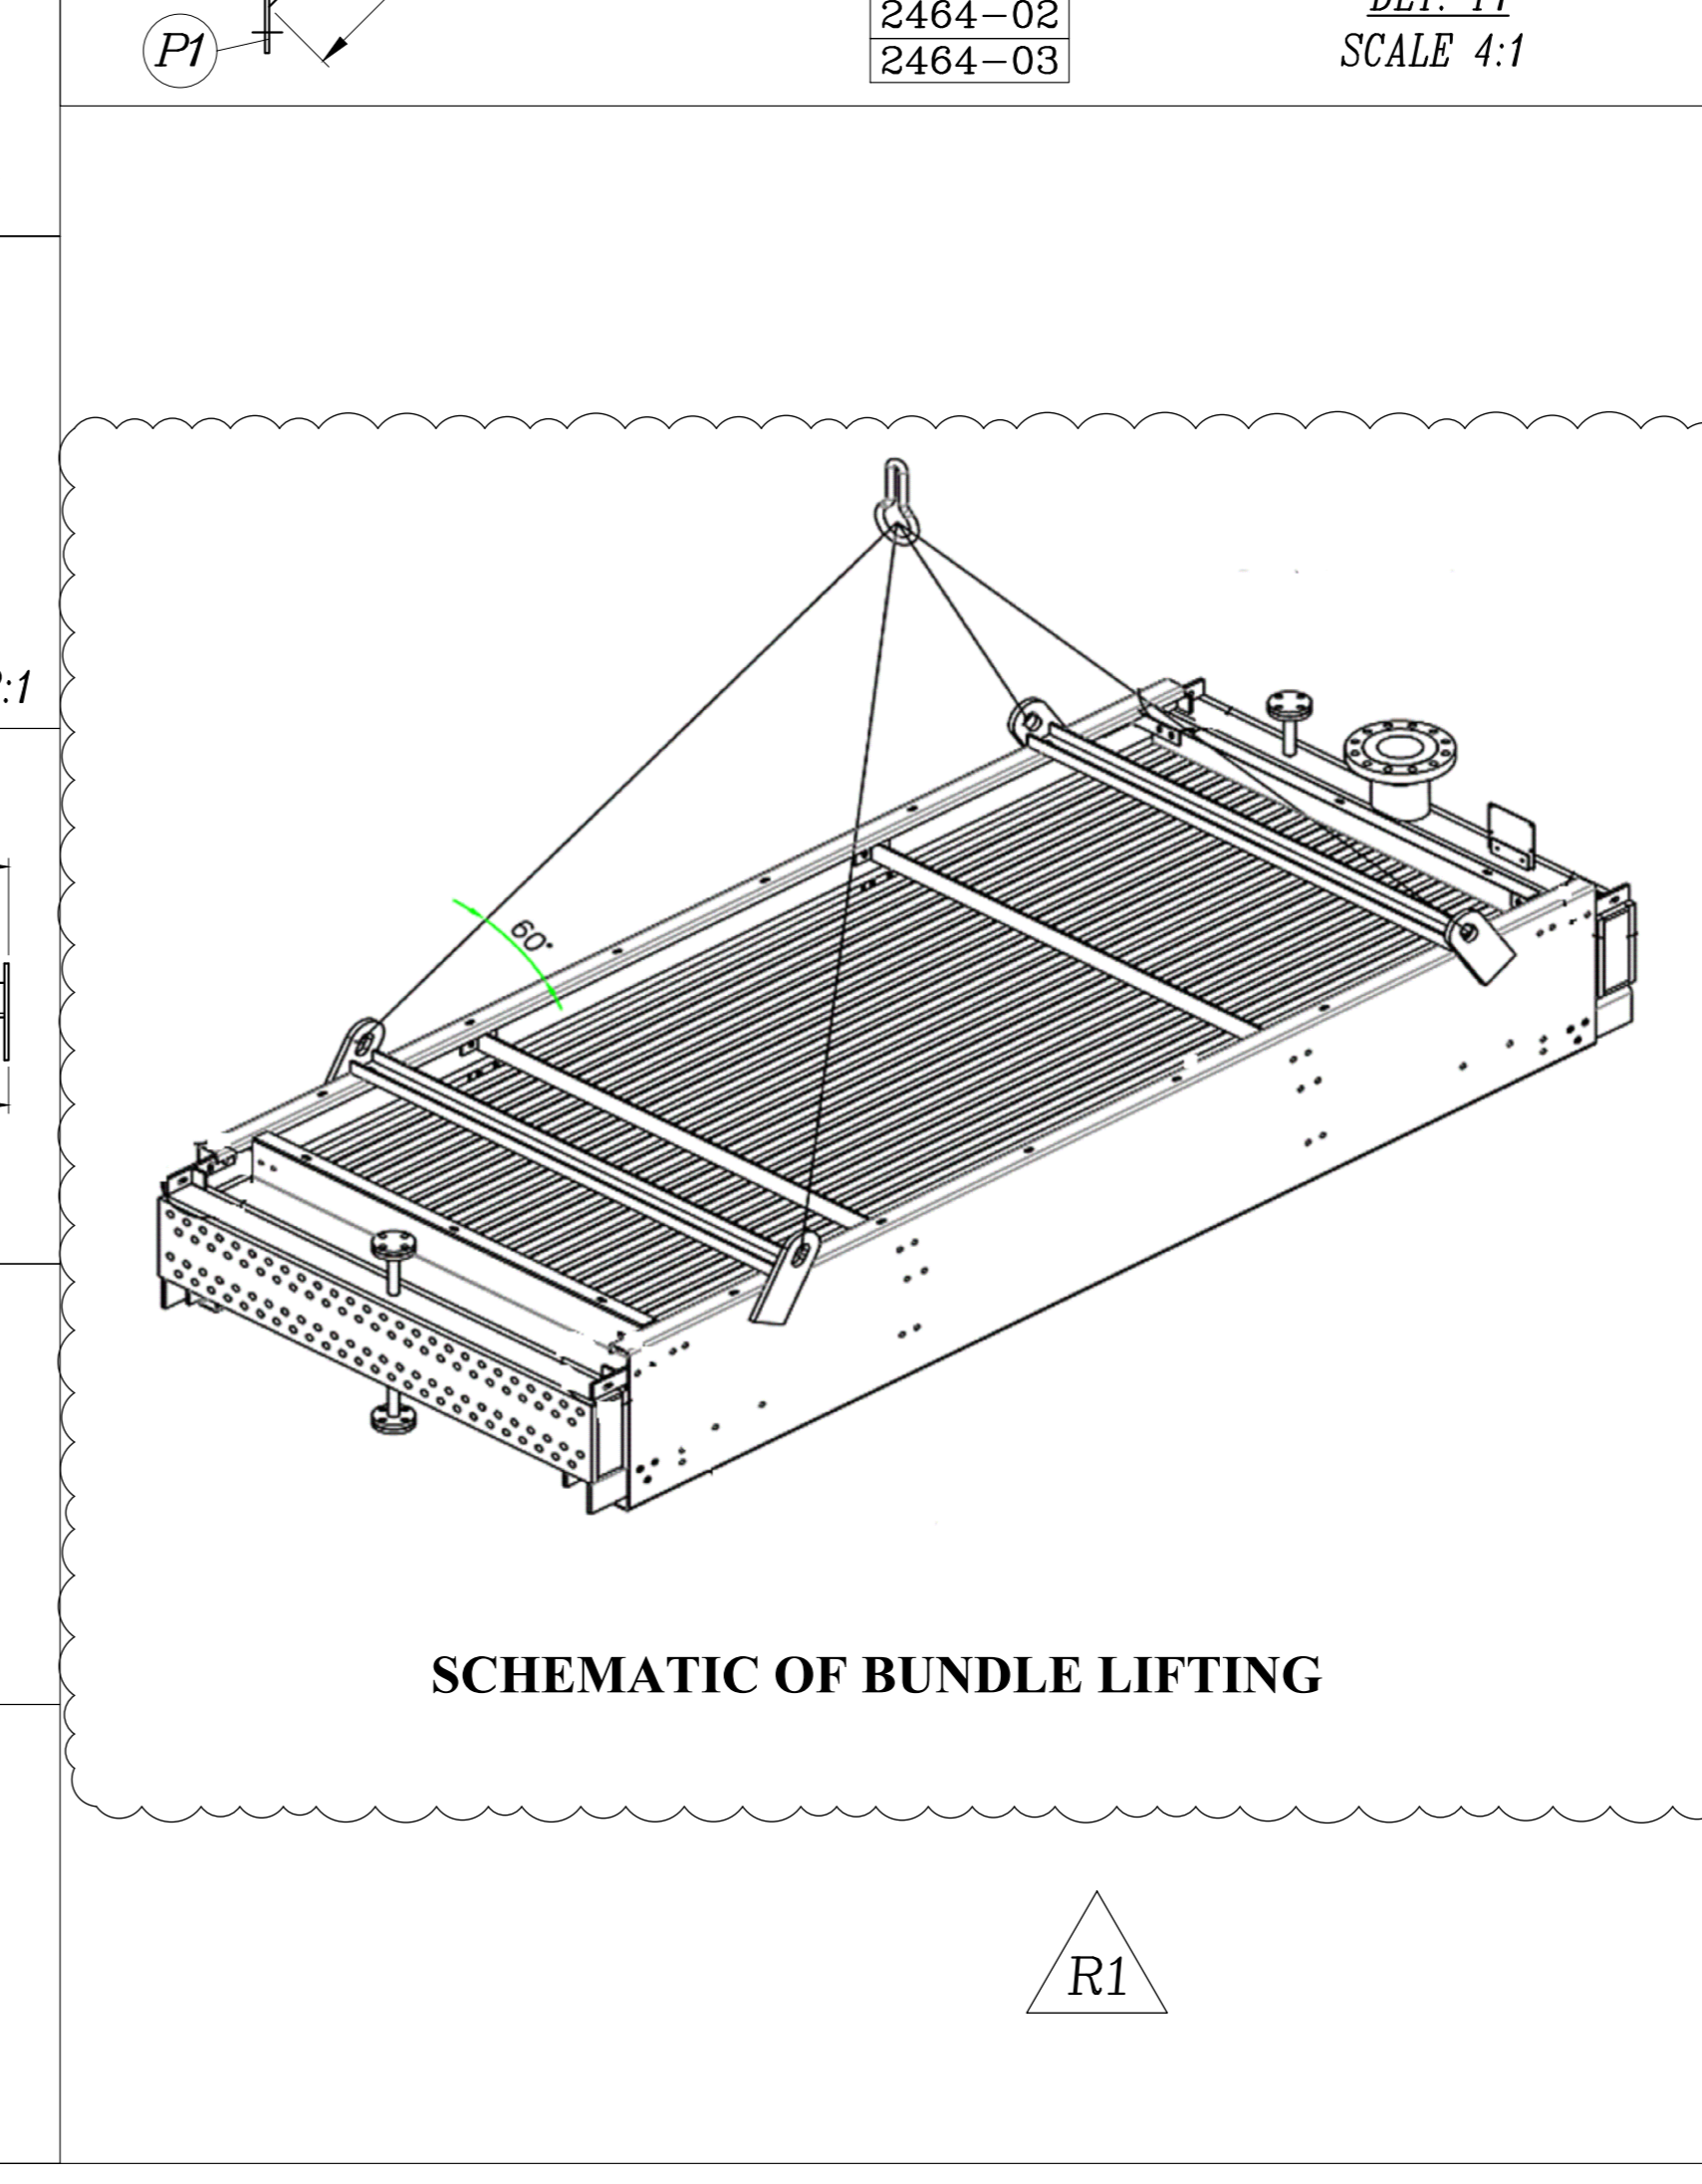 P1
2464-02
2464-03
SCALE 4:1
:1
60°
SCHEMATIC OF BUNDLE LIFTING
R1